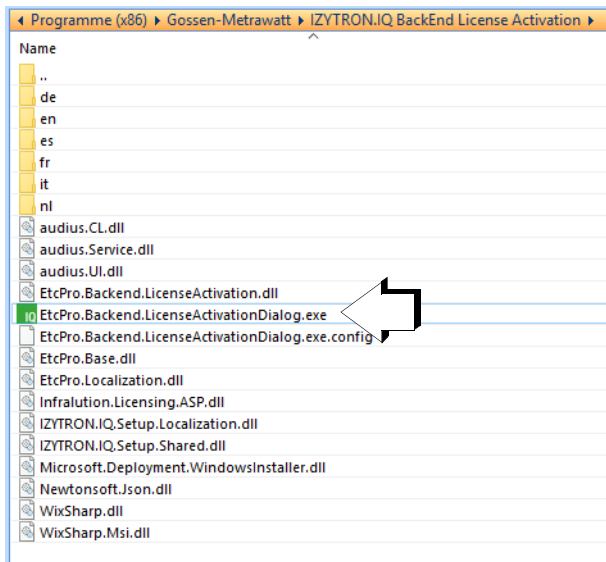 Programme (x86) Gossen-Metrawatt IZYTRON.IQ BackEnd License Activation
Name
..
de
en
es
fr
it
nl
audius.CL.dll
audius.Service.dll
audius.UI.dll
EtcPro.Backend.LicenseActivation.dll
IQ EtcPro.Backend.LicenseActivationDialog.exe
EtcPro.Backend.LicenseActivationDialog.exe.config
EtcPro.Base.dll
EtcPro.Localization.dll
Infralution.Licensing.ASP.dll
IZYTRON.IQ.Setup.Localization.dll
IZYTRON.IQ.Setup.Shared.dll
Microsoft.Deployment.WindowsInstaller.dll
Newtonsoft.Json.dll
WixSharp.dll
WixSharp.Msi.dll